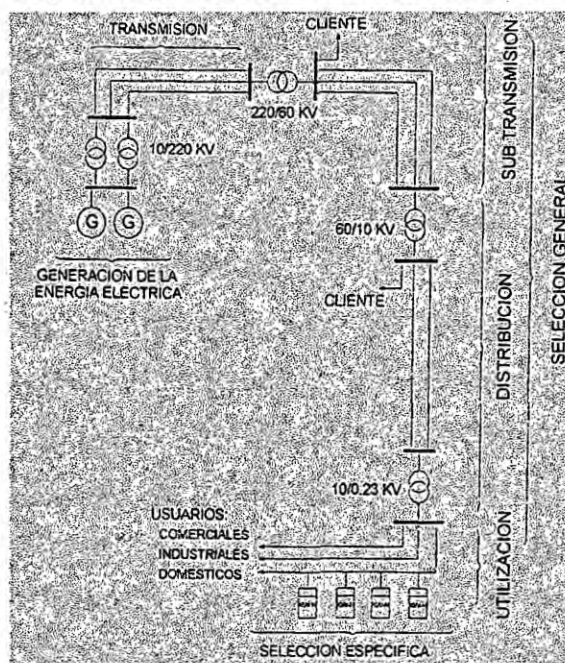 TRANSMISION
CLIENTE
220/60 KV
10/220 KV
G G
GENERACION DE LA
ENERGIA ELECTRICA
SUB TRANSMISION
SELECCION GENERAL
60/10 KV
CLIENTE
DISTRIBUCION
10/0.23 KV
USUARIOS:
COMERCIALES
INDUSTRIALES
DOMESTICOS
UTILIZACION
SELECCION ESPECIFICA